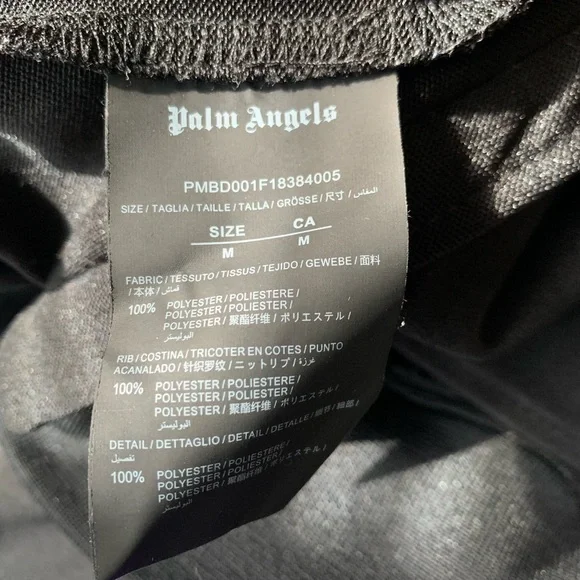 Palm Angels
PMBD001F18384005
SIZE / TAGLIA / TAILLE / TALLA / GRÖSSE / 尺寸 / المقاس
SIZE CA
M M
FABRIC / TESSUTO / TISSUS / TEJIDO / GEWEBE / 面料
/ 本体 / قماش
100% POLYESTER / POLIESTERE /
POLYESTER / POLIESTER /
POLYESTER / 聚酯纤维 / ポリエステル /
البوليستر
RIB / COSTINA / TRICOTER EN COTES / PUNTO
ACANALADO / 针织罗纹 / ニットリブ / غرزة
100% POLYESTER / POLIESTERE /
POLYESTER / POLIESTER /
POLYESTER / 聚酯纤维 / ポリエステル /
البوليستر
DETAIL / DETTAGLIO / DETAIL / DETALLE / 细节 /
تفصيل
100% POLYESTER / POLIESTERE /
POLYESTER / POLIESTER /
POLYESTER / 聚酯纤维 / ポリエステル /
البوليستر